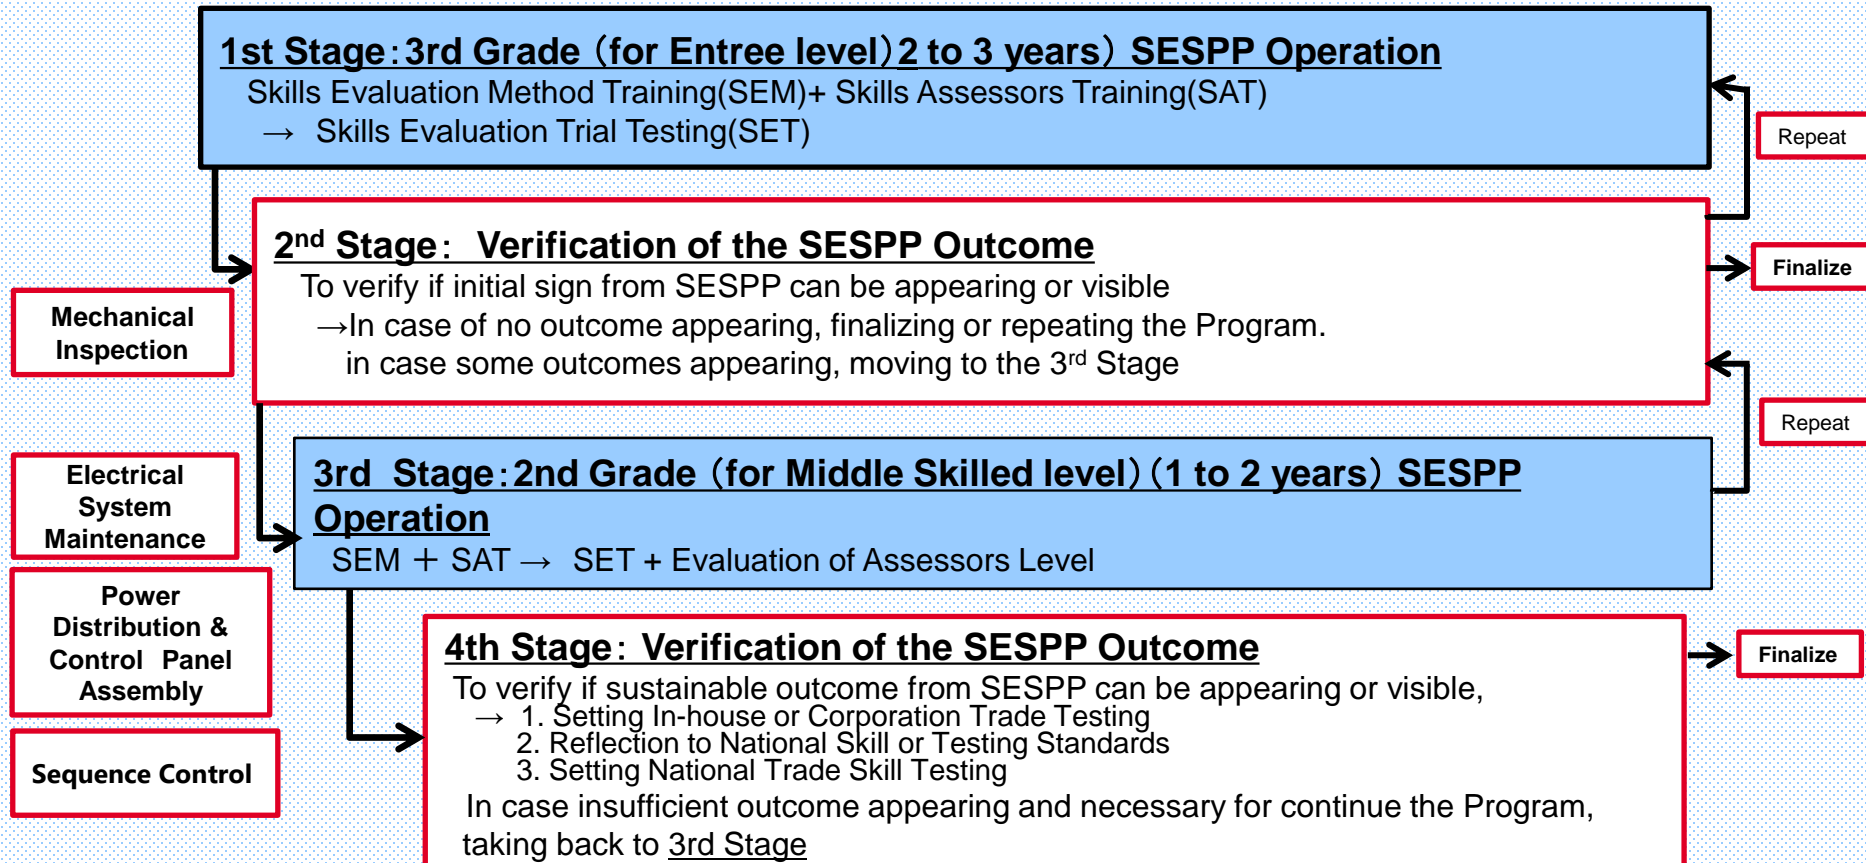 1st Stage：3rd Grade （for Entree level）2 to 3 years） SESPP Operation
Skills Evaluation Method Training(SEM)+ Skills Assessors Training(SAT)
→ Skills Evaluation Trial Testing(SET)
Repeat
2nd Stage： Verification of the SESPP Outcome
To verify if initial sign from SESPP can be appearing or visible
→In case of no outcome appearing, finalizing or repeating the Program.
in case some outcomes appearing, moving to the 3rd Stage
Finalize
Mechanical
Inspection
Repeat
3rd Stage：2nd Grade （for Middle Skilled level）（1 to 2 years） SESPP
Operation
SEM ＋ SAT → SET + Evaluation of Assessors Level
Electrical
System
Maintenance
Power
Distribution &
Control Panel
Assembly
Sequence Control
4th Stage： Verification of the SESPP Outcome
To verify if sustainable outcome from SESPP can be appearing or visible,
→ 1. Setting In-house or Corporation Trade Testing
2. Reflection to National Skill or Testing Standards
3. Setting National Trade Skill Testing
In case insufficient outcome appearing and necessary for continue the Program,
taking back to 3rd Stage
Finalize